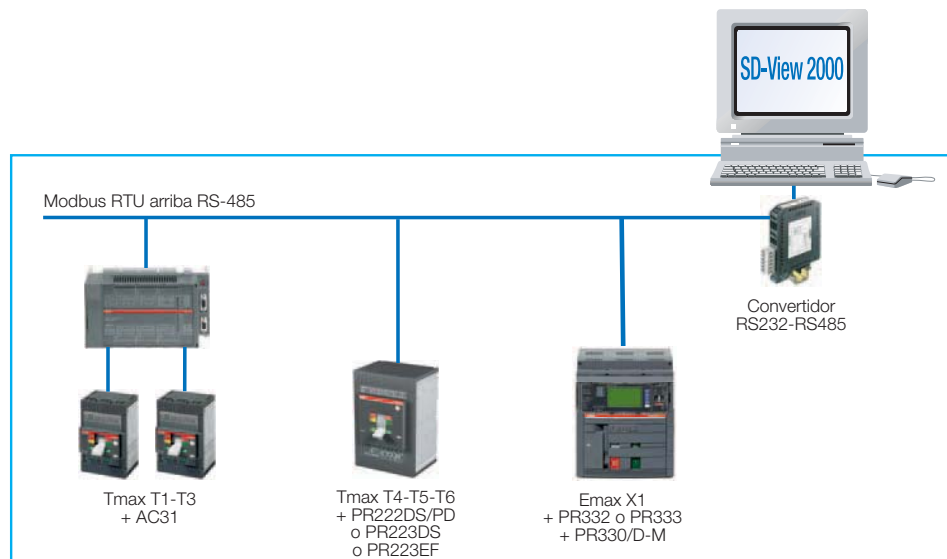 SD-View 2000
Modbus RTU arriba RS-485
Convertidor
RS232-RS485
Tmax T1-T3
+ AC31
Tmax T4-T5-T6
+ PR222DS/PD
o PR223DS
o PR223EF
Emax X1
+ PR332 o PR333
+ PR330/D-M